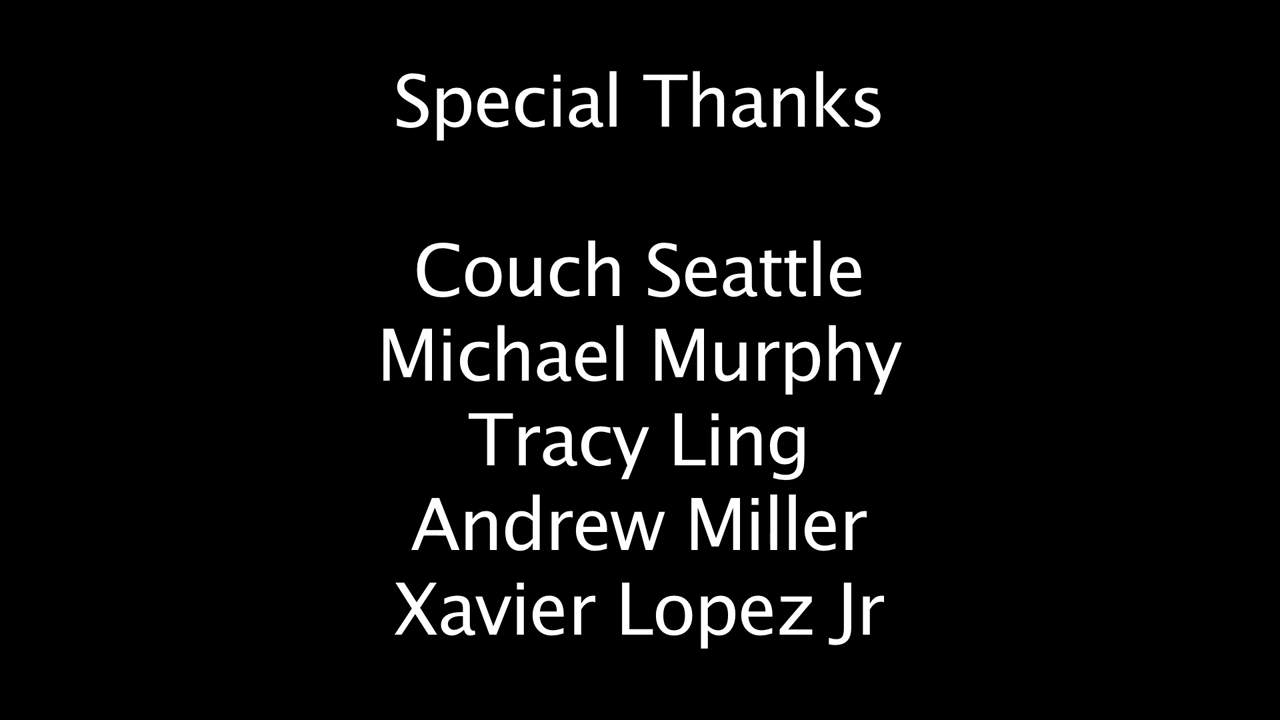 Special Thanks
Couch Seattle
Michael Murphy
Tracy Ling
Andrew Miller
Xavier Lopez Jr